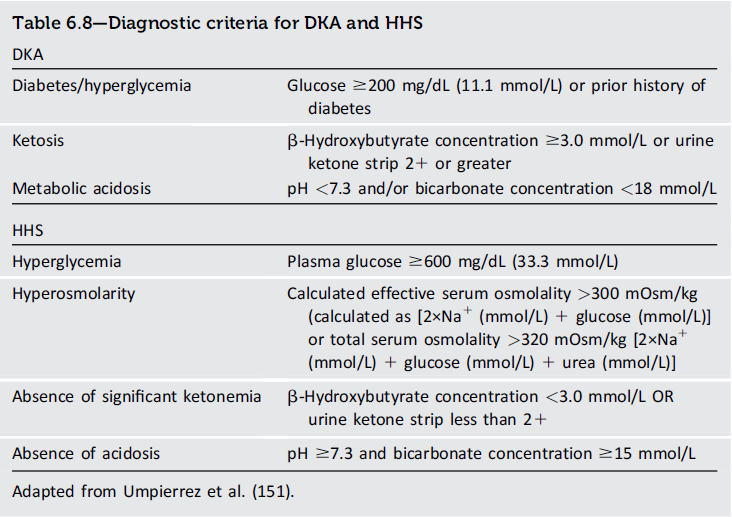 Table 6.8—Diagnostic criteria for DKA and HHS
DKA
Diabetes/hyperglycemia Glucose ≥200 mg/dL (11.1 mmol/L) or prior history of
diabetes
Ketosis β-Hydroxybutyrate concentration ≥3.0 mmol/L or urine
ketone strip 2+ or greater
Metabolic acidosis pH <7.3 and/or bicarbonate concentration <18 mmol/L
HHS
Hyperglycemia Plasma glucose ≥600 mg/dL (33.3 mmol/L)
Hyperosmolarity Calculated effective serum osmolality >300 mOsm/kg
(calculated as [2×Na⁺ (mmol/L) + glucose (mmol/L)]
or total serum osmolality >320 mOsm/kg [2×Na⁺
(mmol/L) + glucose (mmol/L) + urea (mmol/L)]
Absence of significant ketonemia β-Hydroxybutyrate concentration <3.0 mmol/L OR
urine ketone strip less than 2+
Absence of acidosis pH ≥7.3 and bicarbonate concentration ≥15 mmol/L
Adapted from Umpierrez et al. (151).